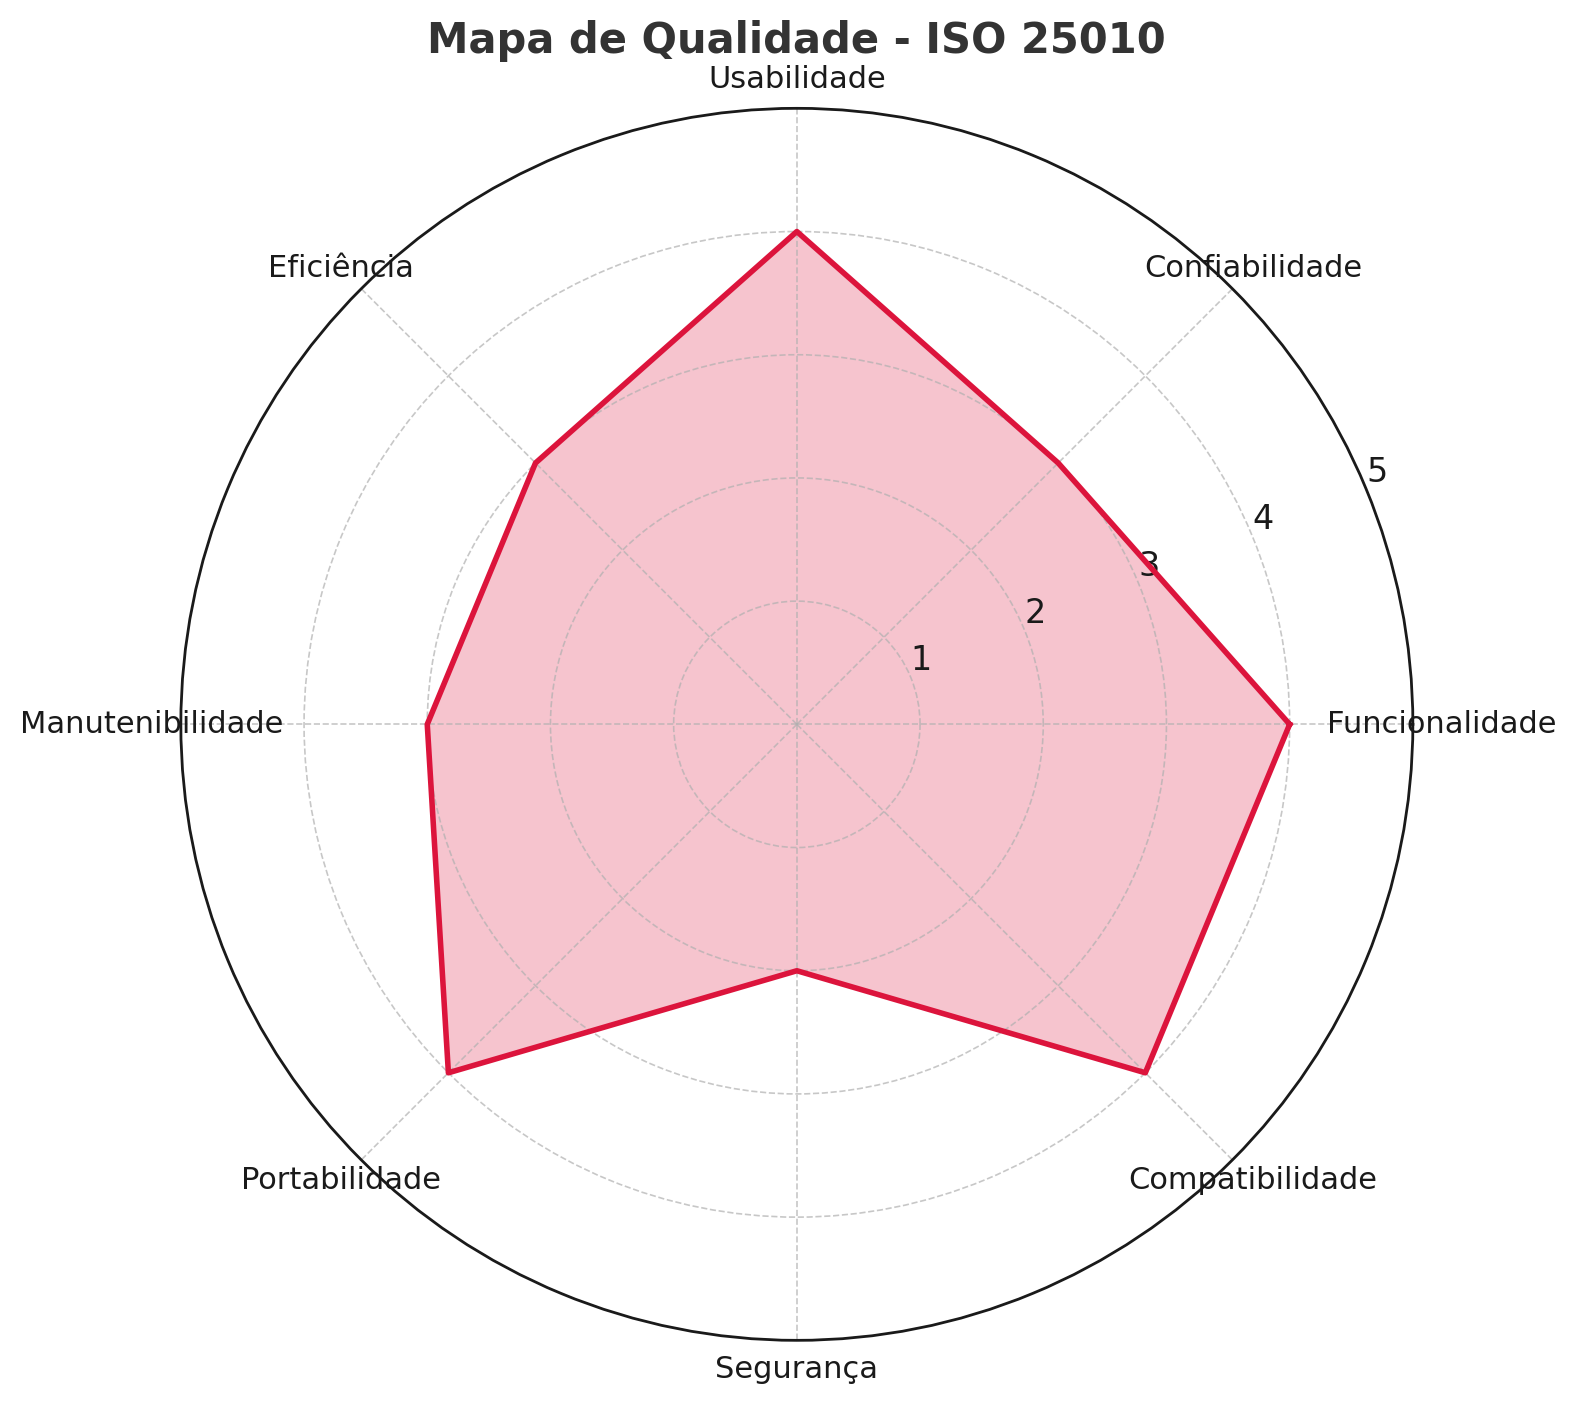 Mapa de Qualidade - ISO 25010
Usabilidade
Eficiência
Confiabilidade
5
4
3
2
1
Manutenibilidade
Funcionalidade
Portabilidade
Compatibilidade
Segurança